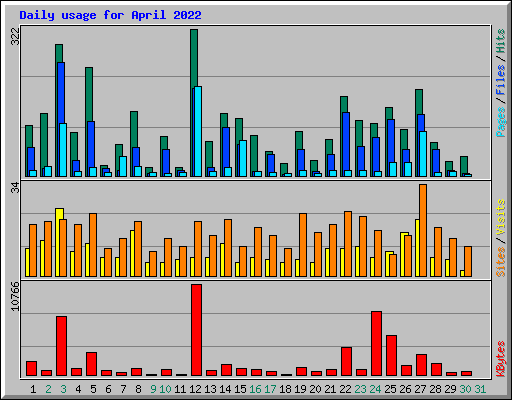 Daily usage for April 2022
322
Pages / Files / Hits
34
Sites / Visits
10766
KBytes
1 2 3 4 5 6 7 8 9 10 11 12 13 14 15 16 17 18 19 20 21 22 23 24 25 26 27 28 29 30 31